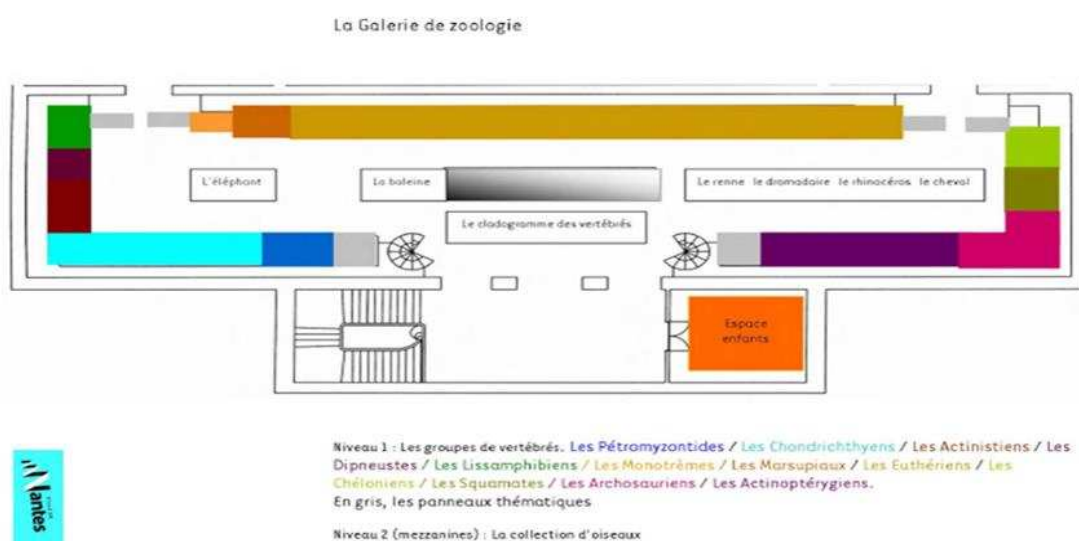 La Galerie de zoologie
L'éléphant
La baleine
Le renne le dromadaire le rhinocéros le cheval
Le cladogramme des vertébrés
Espace
enfants
Niveau 1 : Les groupes de vertébrés. Les Pétromyzontides / Les Chondrichthyens / Les Actinistiens / Les
Dipneustes / Les Lissamphibiens / Les Monotrèmes / Les Marsupiaux / Les Euthériens / Les
Chéloniens / Les Squamates / Les Archosauriens / Les Actinoptérygiens.
En gris, les panneaux thématiques
Niveau 2 (mezzanines) : La collection d'oiseaux
Nantes